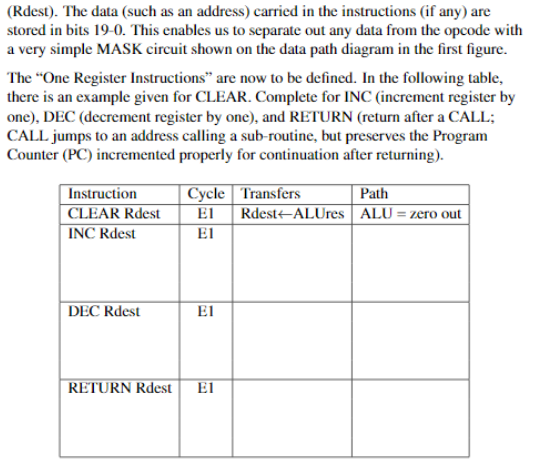 (Rdest). The data (such as an address) carried in the instructions (if any) are
stored in bits 19-0. This enables us to separate out any data from the opcode with
a very simple MASK circuit shown on the data path diagram in the first figure.
The “One Register Instructions” are now to be defined. In the following table,
there is an example given for CLEAR. Complete for INC (increment register by
one), DEC (decrement register by one), and RETURN (return after a CALL;
CALL jumps to an address calling a sub-routine, but preserves the Program
Counter (PC) incremented properly for continuation after returning).
Instruction Cycle Transfers Path
CLEAR Rdest E1 Rdest←ALUres ALU = zero out
INC Rdest E1
DEC Rdest E1
RETURN Rdest E1